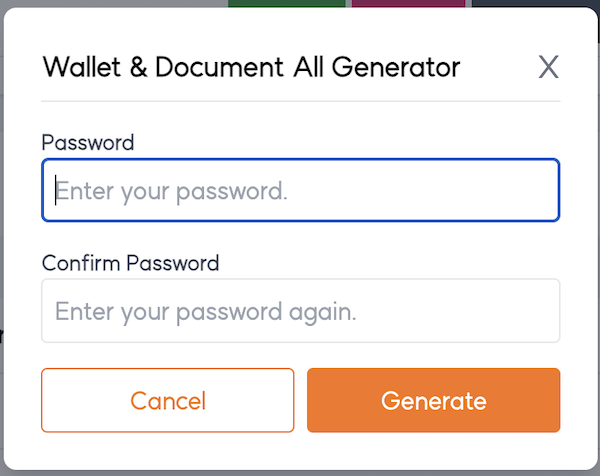 Wallet & Document All Generator X
Password
Enter your password.
Confirm Password
Enter your password again.
Cancel Generate